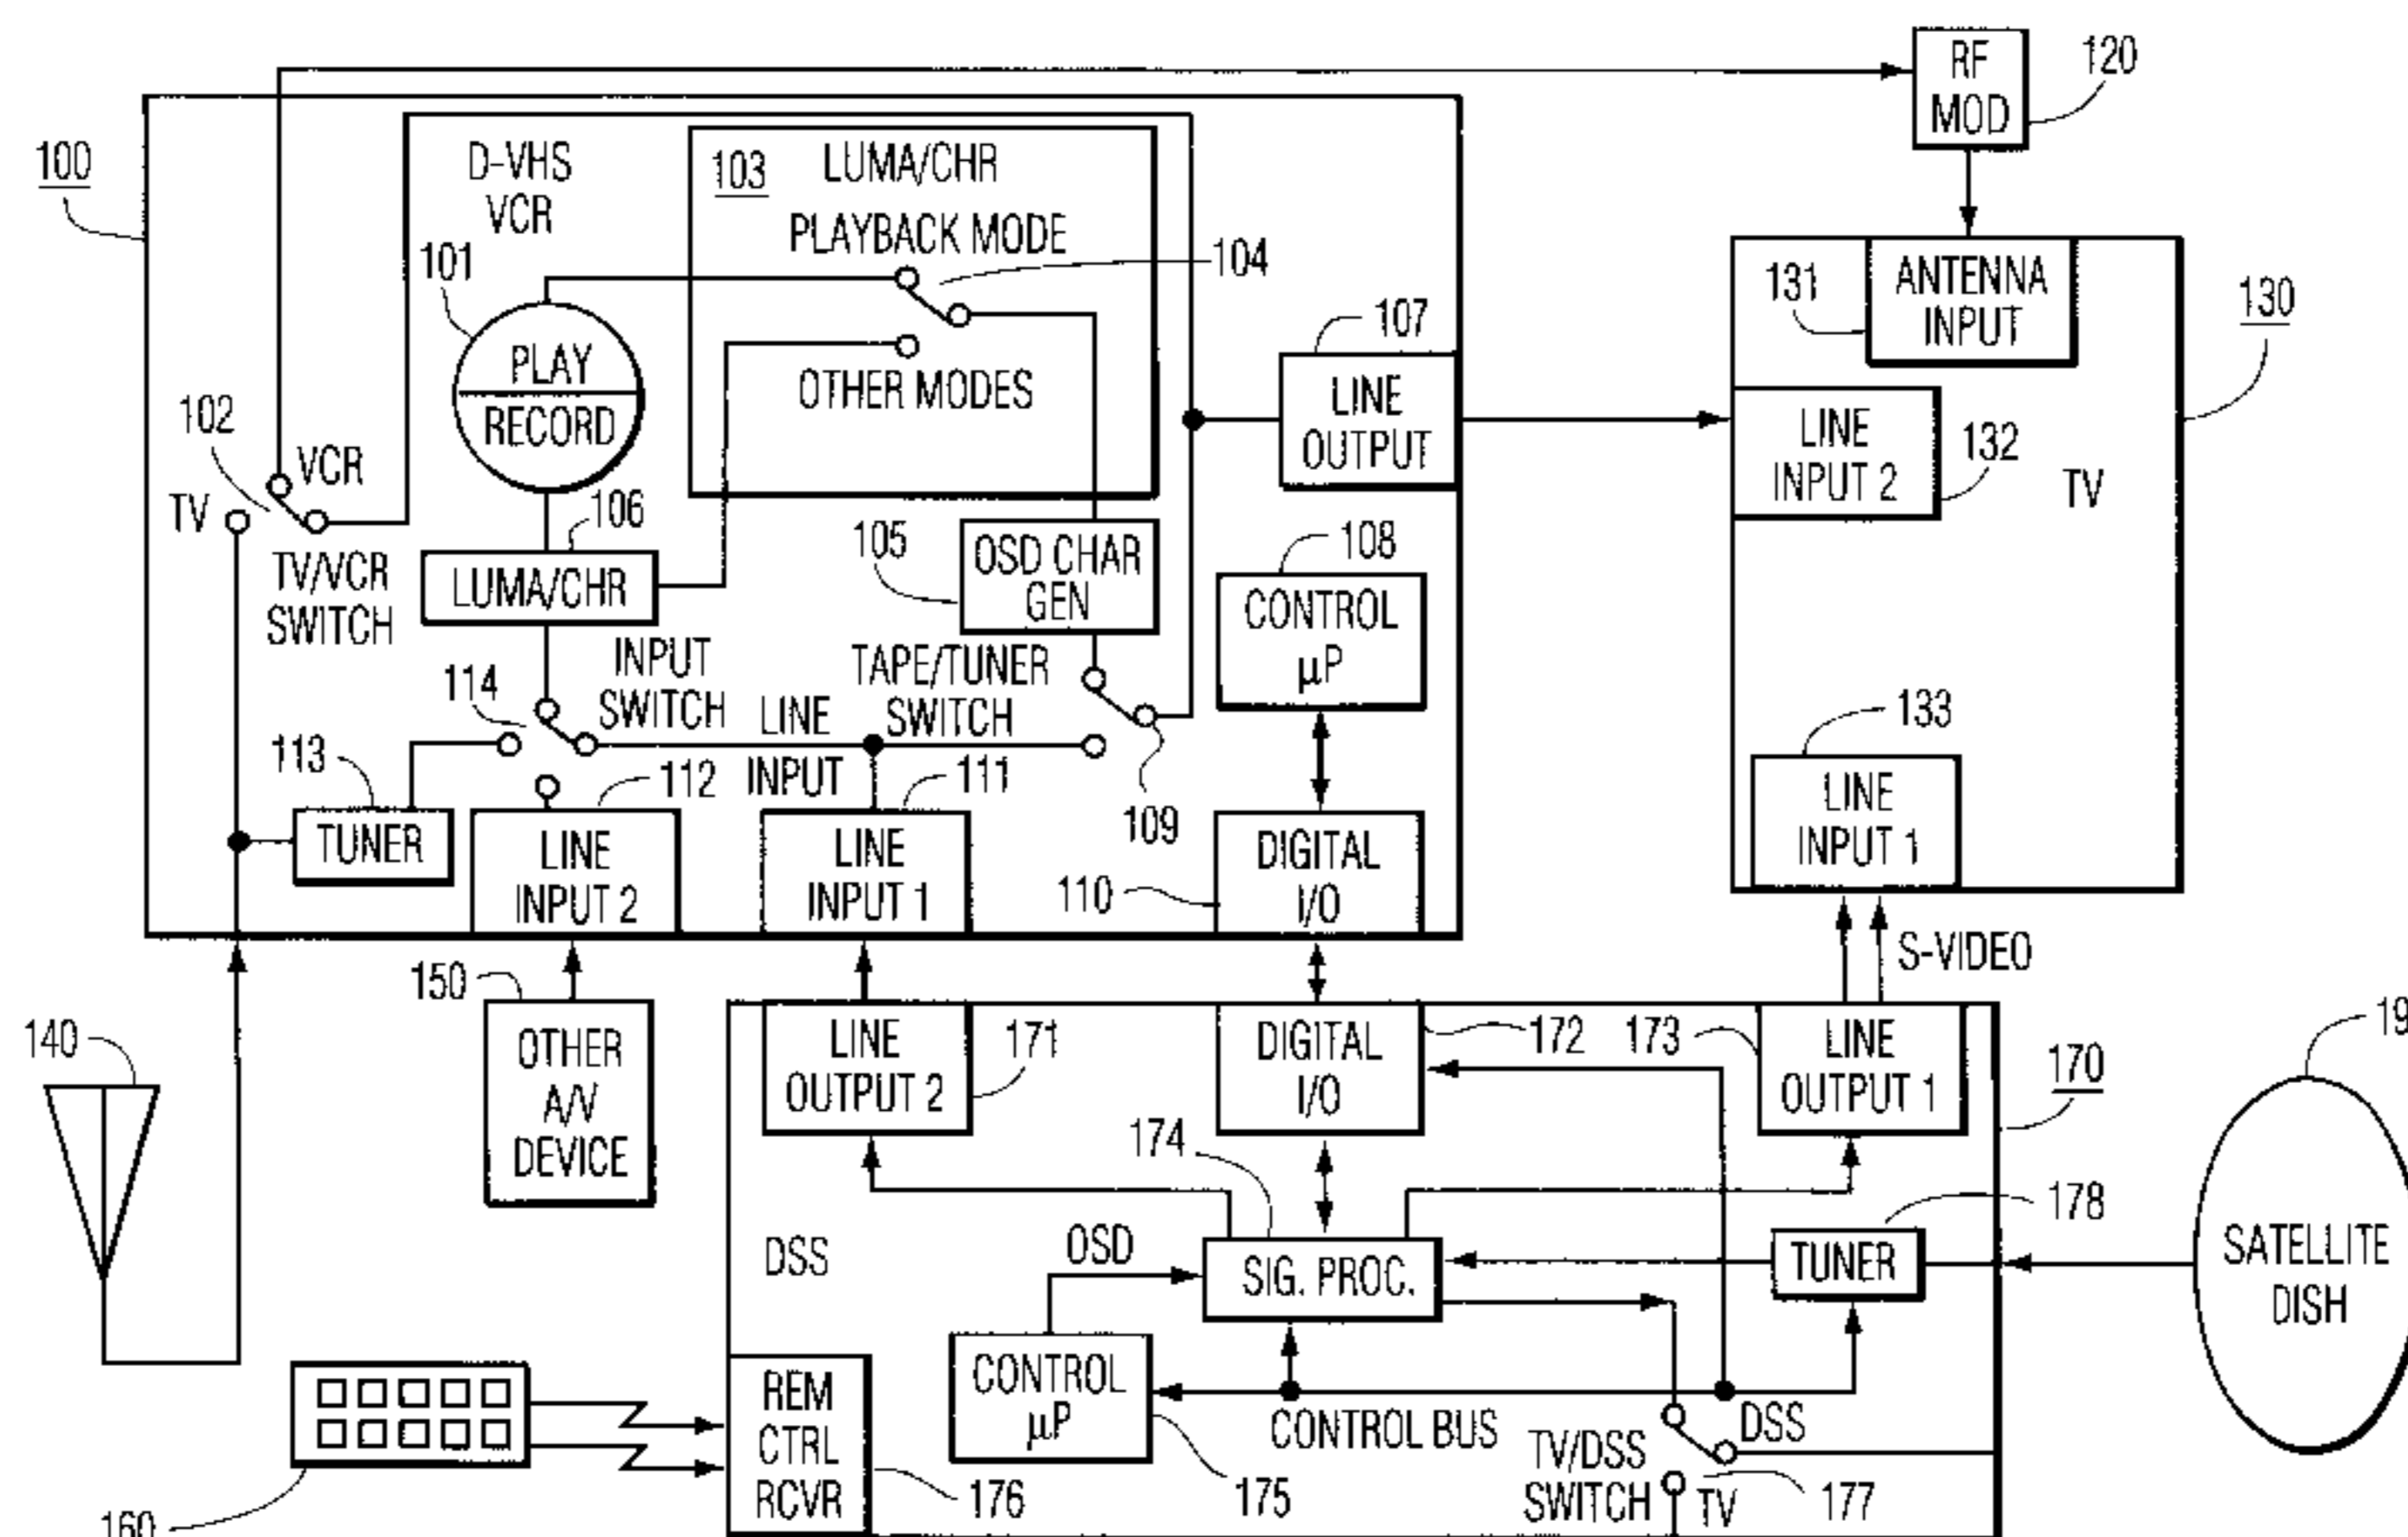 RF
MOD
120
100
D-VHS
VCR
103
LUMA/CHR
PLAYBACK MODE
104
101
PLAY
RECORD
OTHER MODES
107
LINE
OUTPUT
131
ANTENNA
INPUT
130
LINE
INPUT 2
132
TV
102
VCR
TV
TV/VCR
SWITCH
106
LUMA/CHR
105
OSD CHAR
GEN
108
CONTROL
µP
114
INPUT
SWITCH
LINE
INPUT
TAPE/TUNER
SWITCH
109
133
LINE
INPUT 1
113
TUNER
112
LINE
INPUT 2
111
LINE
INPUT 1
110
DIGITAL
I/O
S-VIDEO
140
150
OTHER
A/V
DEVICE
LINE
OUTPUT 2
171
DIGITAL
I/O
172
173
LINE
OUTPUT 1
170
19
SATELLITE
DISH
174
DSS
OSD
SIG. PROC.
178
TUNER
CONTROL
µP
175
CONTROL BUS
TV/DSS
SWITCH
DSS
TV
177
REM
CTRL
RCVR
176
160